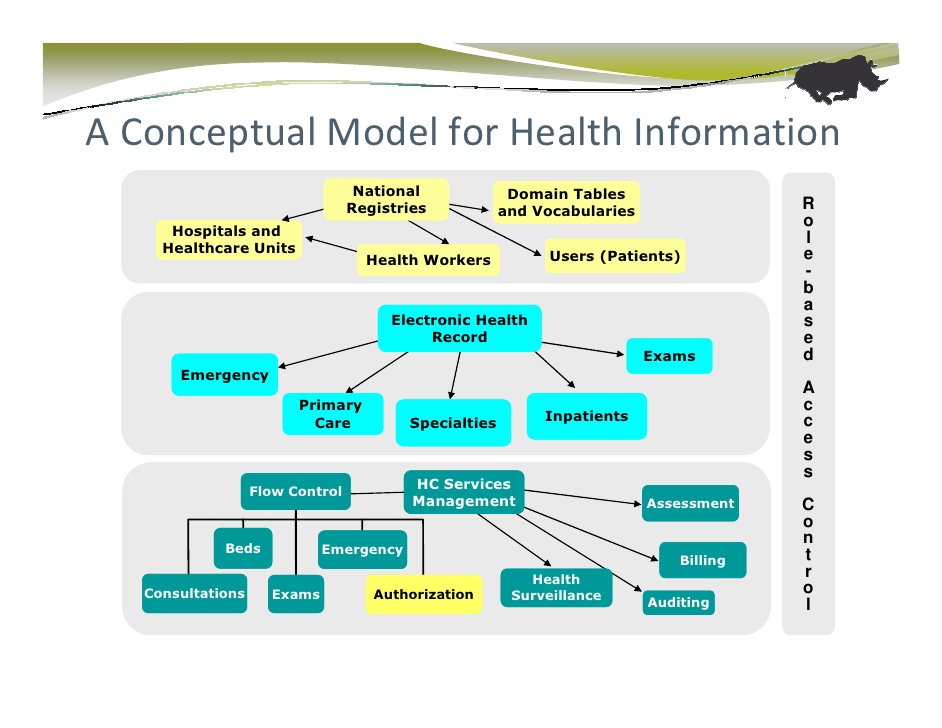 A Conceptual Model for Health Information
National
Registries
Domain Tables
and Vocabularies
Hospitals and
Healthcare Units
Health Workers
Users (Patients)
Electronic Health
Record
Exams
Emergency
Primary
Care
Specialties
Inpatients
Flow Control
HC Services
Management
Assessment
Beds
Emergency
Billing
Consultations
Exams
Authorization
Health
Surveillance
Auditing
Role-based Access Control